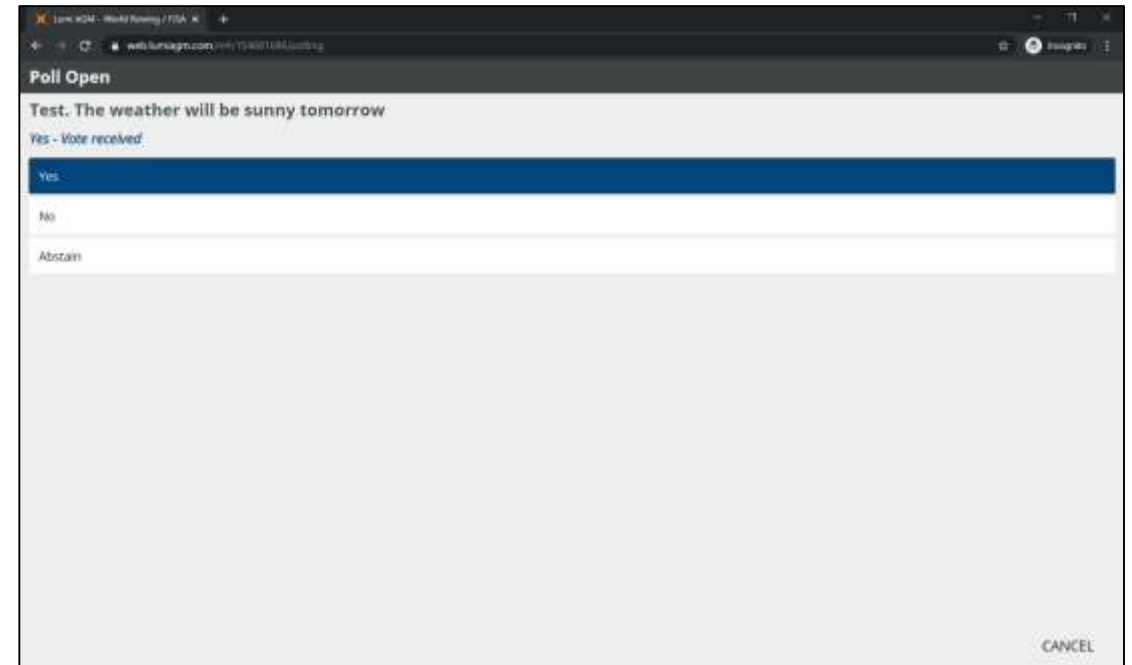 Lumi AGM - World Rowing / FISA
web.lumiagm.com
Incognito
Poll Open
Test. The weather will be sunny tomorrow
Yes - Vote received
Yes
No
Abstain
CANCEL